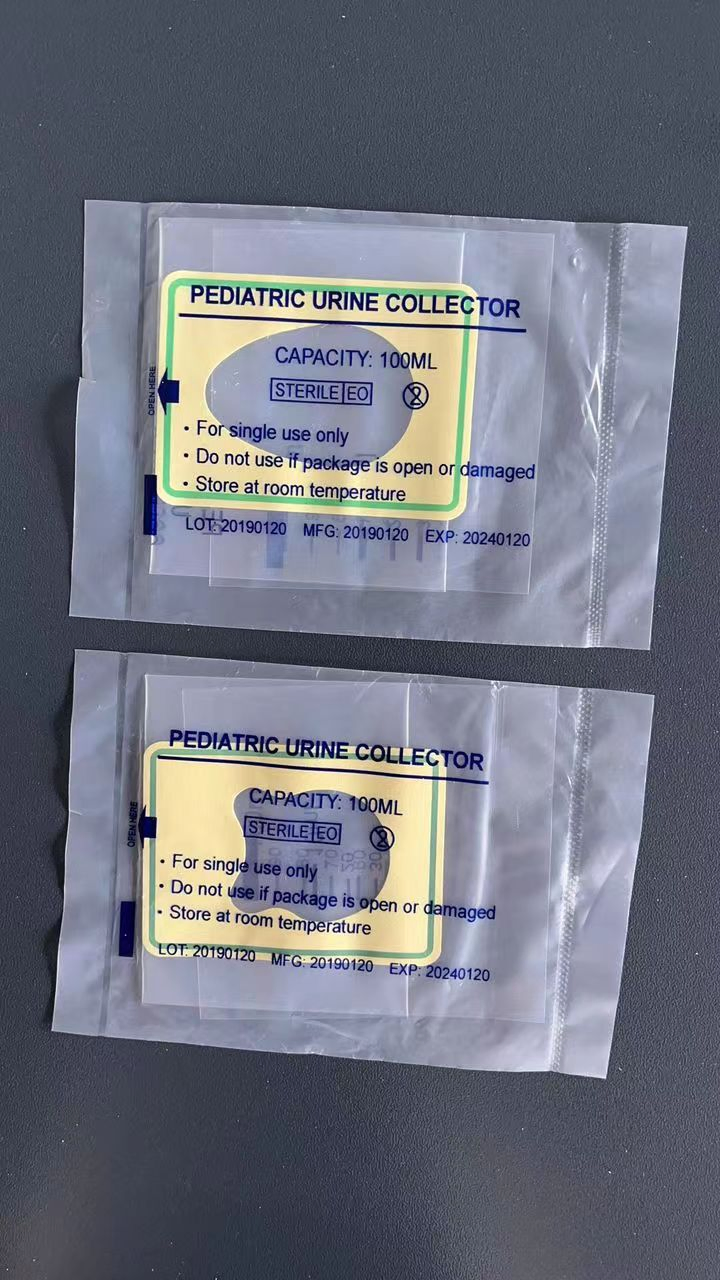 PEDIATRIC URINE COLLECTOR
CAPACITY: 100ML
STERILE EO
2
OPEN HERE
• For single use only
• Do not use if package is open or damaged
• Store at room temperature
LOT: 20190120 MFG: 20190120 EXP: 20240120
PEDIATRIC URINE COLLECTOR
CAPACITY: 100ML
STERILE EO
2
OPEN HERE
• For single use only
• Do not use if package is open or damaged
• Store at room temperature
LOT: 20190120 MFG: 20190120 EXP: 20240120